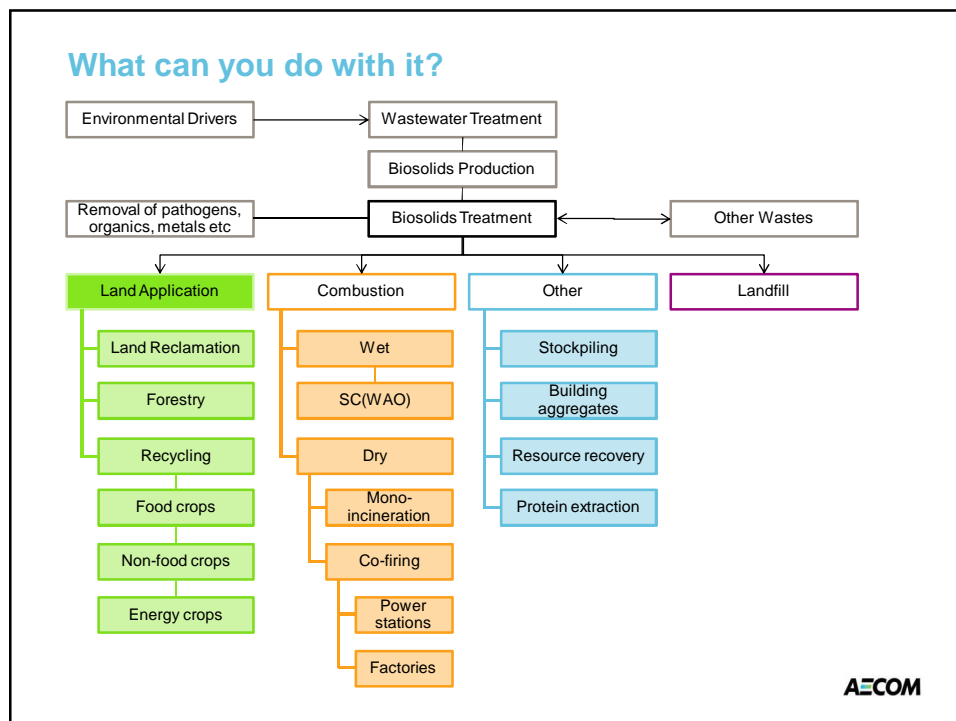 What can you do with it?
Environmental Drivers
Wastewater Treatment
Biosolids Production
Removal of pathogens,
organics, metals etc
Biosolids Treatment
Other Wastes
Land Application
Combustion
Other
Landfill
Land Reclamation
Forestry
Recycling
Food crops
Non-food crops
Energy crops
Wet
SC(WAO)
Dry
Mono-
incineration
Co-firing
Power
stations
Factories
Stockpiling
Building
aggregates
Resource recovery
Protein extraction
AECOM